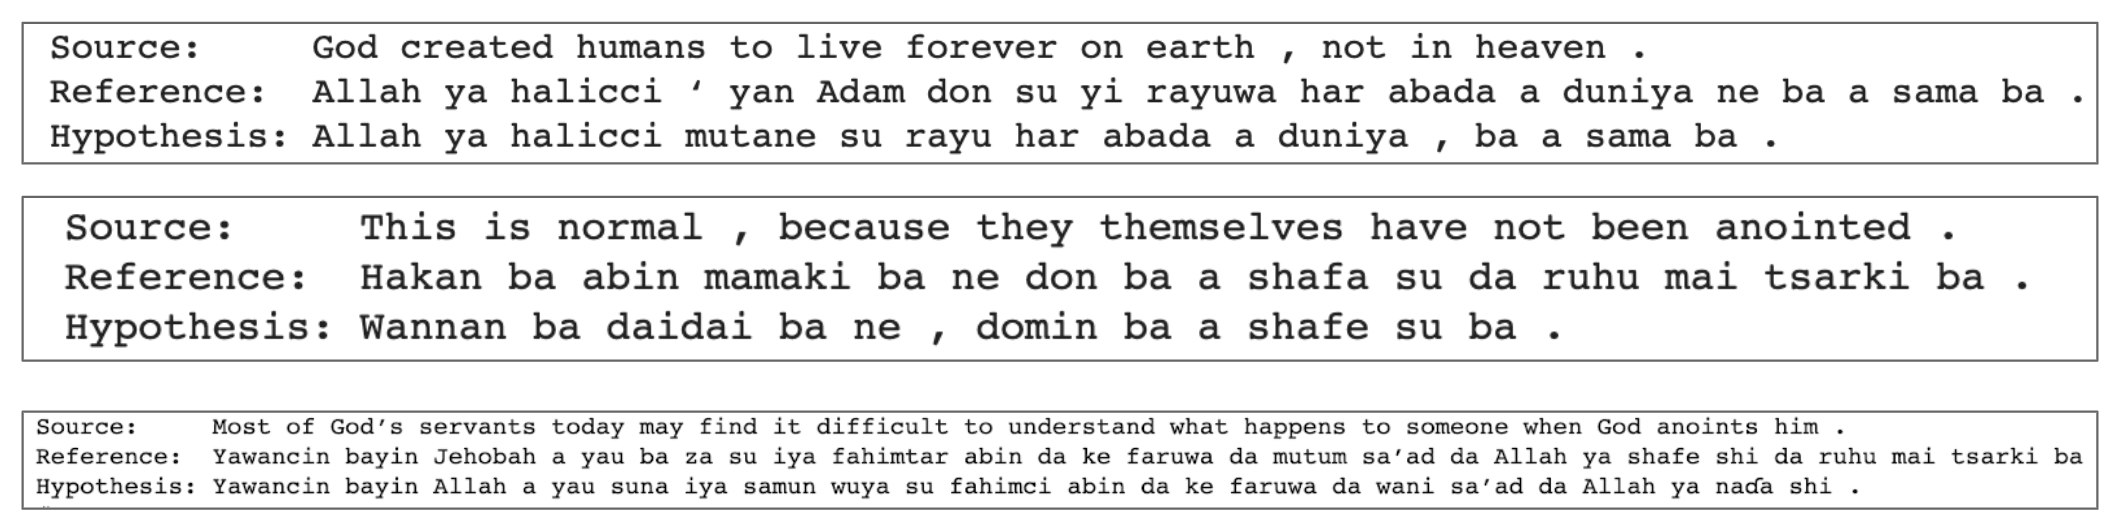 Source: God created humans to live forever on earth , not in heaven .
Reference: Allah ya halicci ‘ yan Adam don su yi rayuwa har abada a duniya ne ba a sama ba .
Hypothesis: Allah ya halicci mutane su rayu har abada a duniya , ba a sama ba .
Source: This is normal , because they themselves have not been anointed .
Reference: Hakan ba abin mamaki ba ne don ba a shafa su da ruhu mai tsarki ba .
Hypothesis: Wannan ba daidai ba ne , domin ba a shafe su ba .
Source: Most of God’s servants today may find it difficult to understand what happens to someone when God anoints him .
Reference: Yawancin bayin Jehobah a yau ba za su iya fahimtar abin da ke faruwa da mutum sa’ad da Allah ya shafe shi da ruhu mai tsarki ba
Hypothesis: Yawancin bayin Allah a yau suna iya samun wuya su fahimci abin da ke faruwa da wani sa’ad da Allah ya naɗa shi .